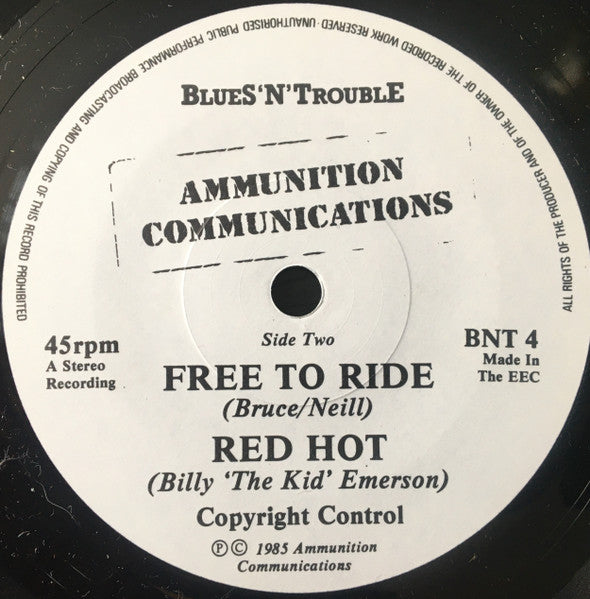 ALL RIGHTS OF THE PRODUCER AND OF THE OWNER OF THE RECORDED WORK RESERVED · UNAUTHORISED PUBLIC PERFORMANCE BROADCASTING AND COPYING OF THIS RECORD PROHIBITED
BLUES 'N' TROUBLE
AMMUNITION
COMMUNICATIONS
Side Two
45rpm
A Stereo
Recording
BNT 4
Made In
The EEC
FREE TO RIDE
(Bruce/Neill)
RED HOT
(Billy 'The Kid' Emerson)
Copyright Control
Ⓟ © 1985 Ammunition
Communications